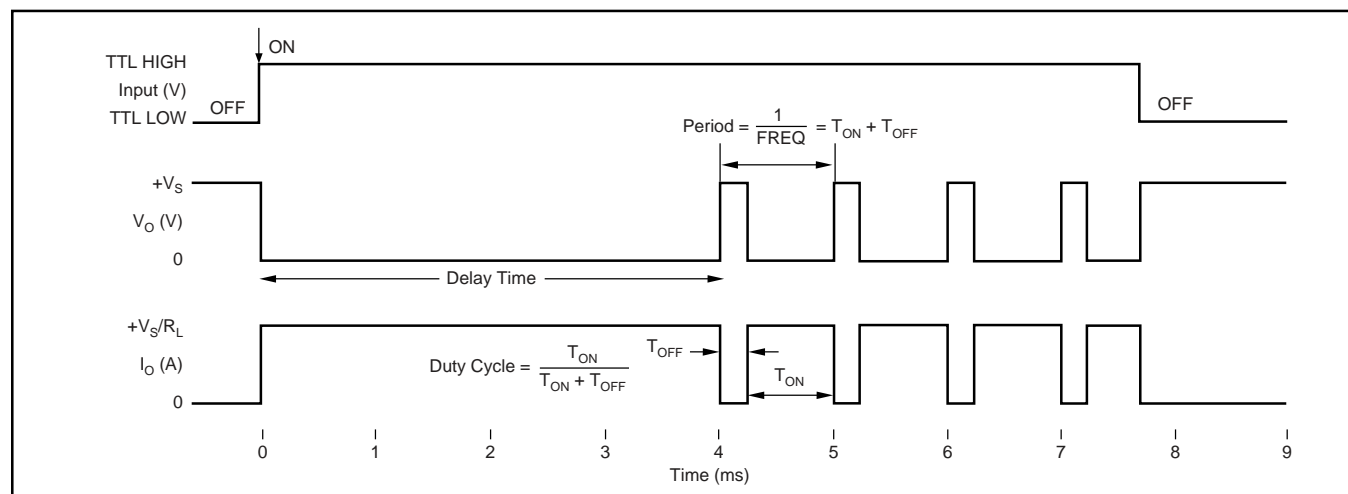 ON
TTL HIGH
Input (V)
OFF
TTL LOW
OFF
Period = 1/FREQ = T_ON + T_OFF
+V_S
V_O (V)
0
Delay Time
+V_S/R_L
I_O (A)
0
Duty Cycle = T_ON/(T_ON + T_OFF)
T_OFF
T_ON
0 1 2 3 4 5 6 7 8 9
Time (ms)